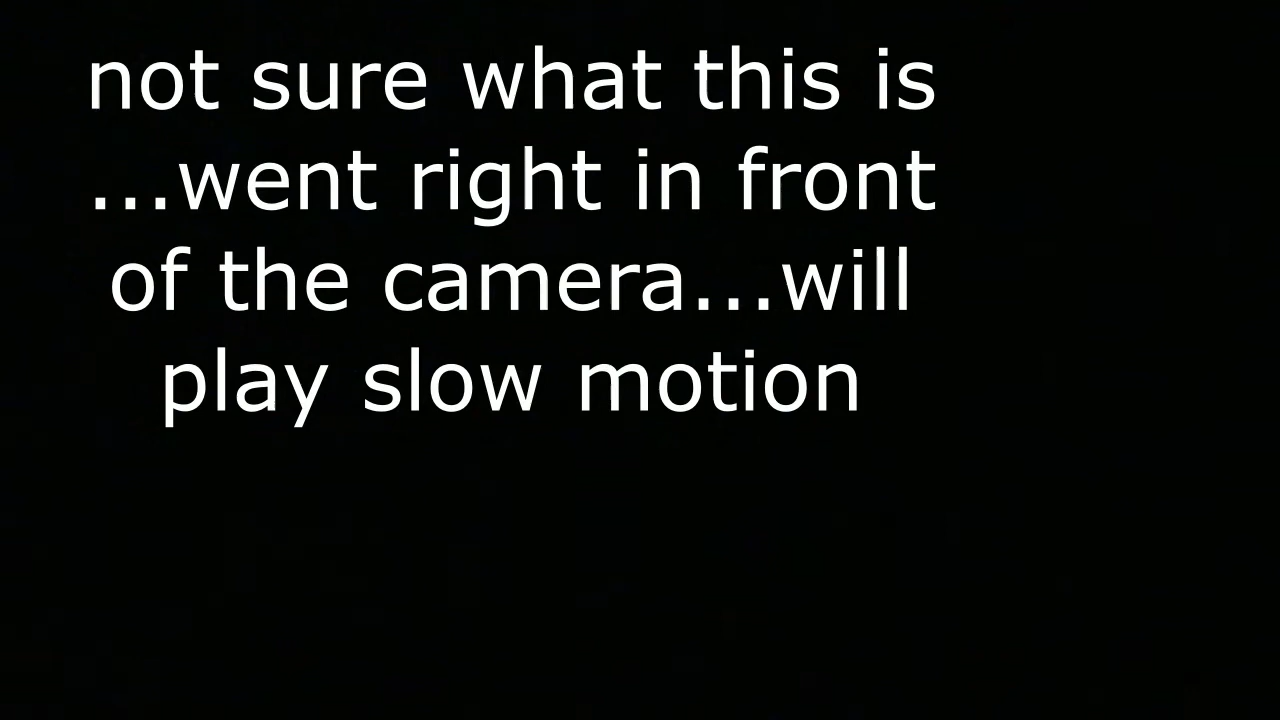 not sure what this is
...went right in front
of the camera...will
play slow motion